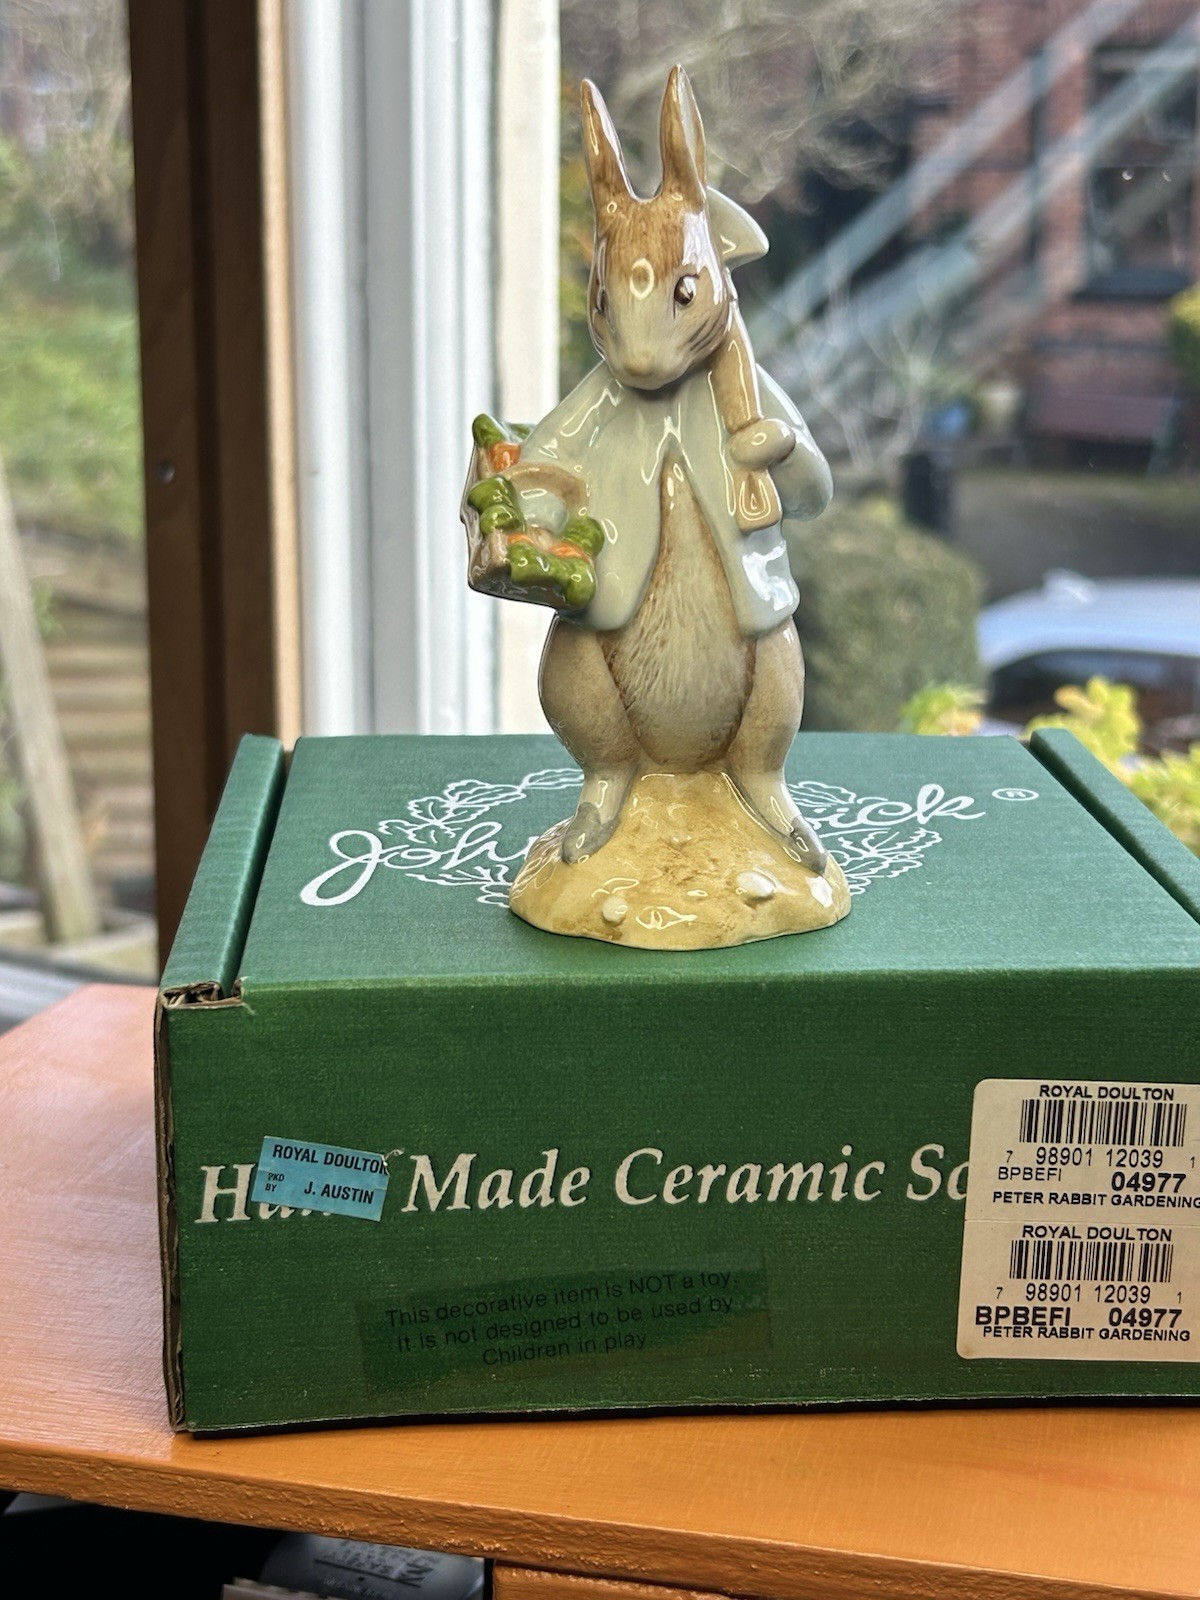 ROYAL DOULTON
PKD
BY J. AUSTIN
Made Ceramic
This decorative item is NOT a toy.
It is not designed to be used by
Children in play
ROYAL DOULTON
7 98901 12039 1
BPBEFI 04977
PETER RABBIT GARDENING
ROYAL DOULTON
7 98901 12039 1
BPBEFI 04977
PETER RABBIT GARDENING